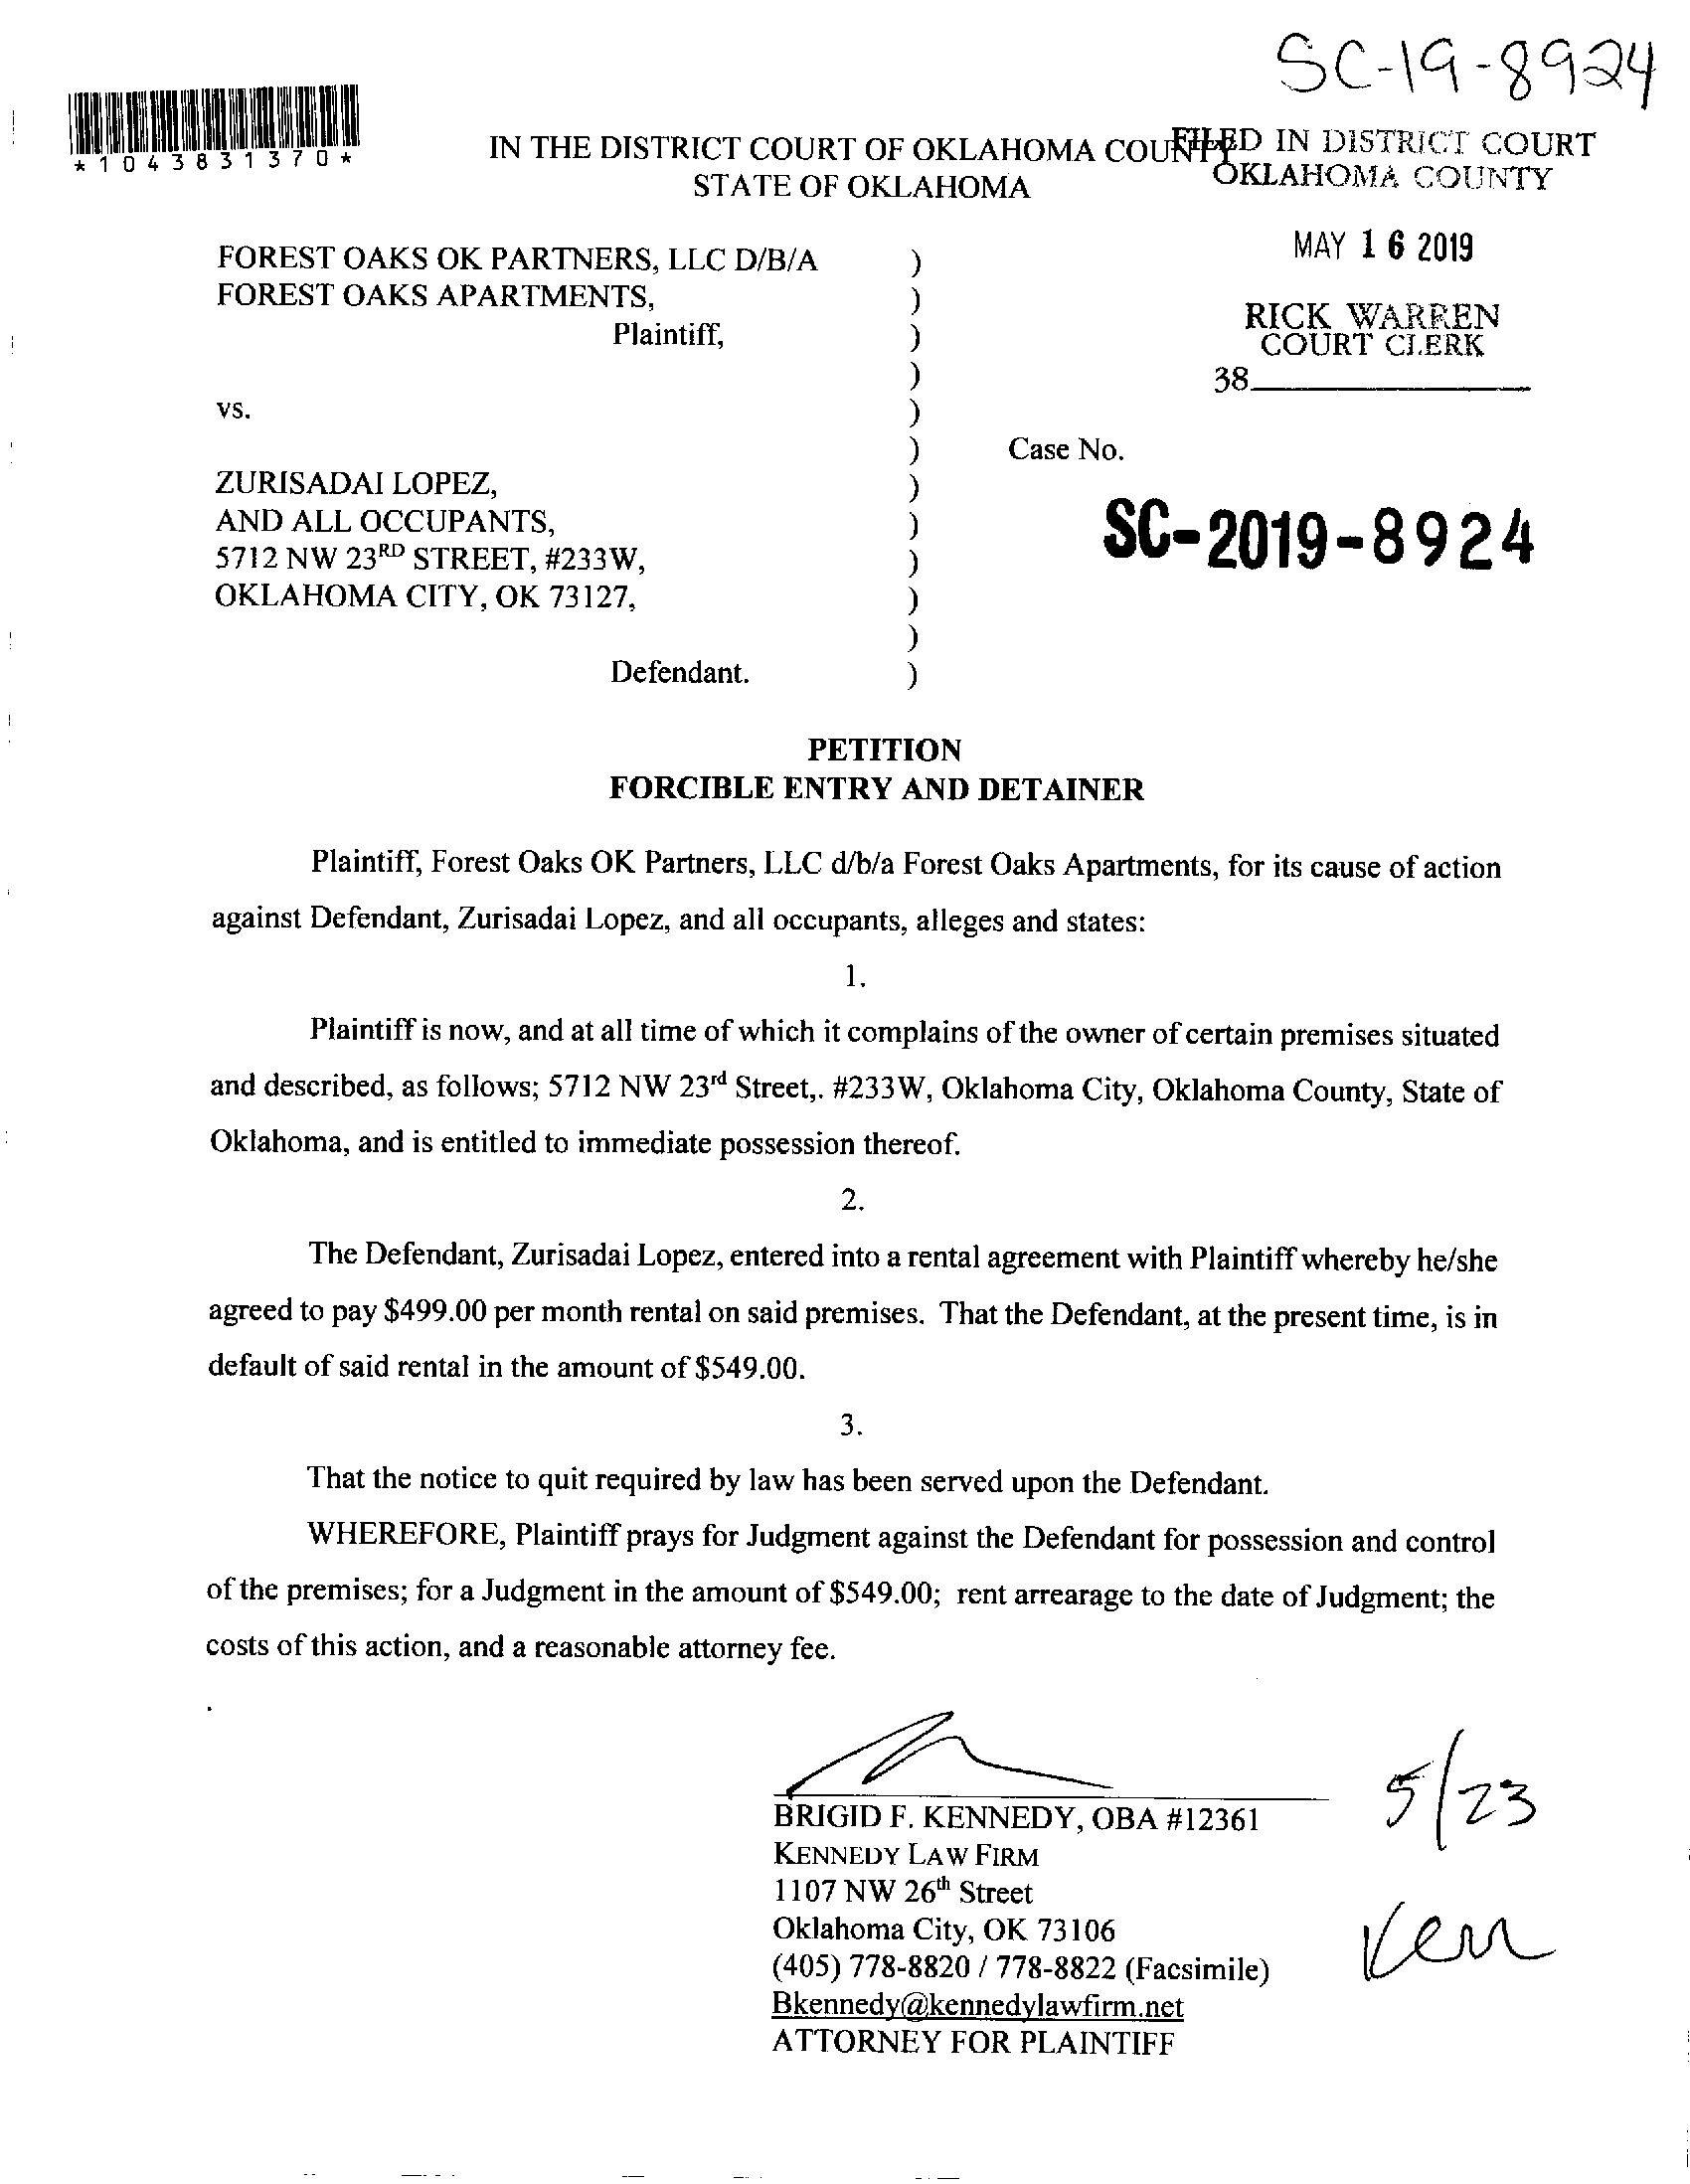 SC-19-8924
*1043831370*
IN THE DISTRICT COURT OF OKLAHOMA COUNTY
STATE OF OKLAHOMA
FILED IN DISTRICT COURT
OKLAHOMA COUNTY
MAY 16 2019
RICK WARREN
COURT CLERK
38
FOREST OAKS OK PARTNERS, LLC D/B/A )
FOREST OAKS APARTMENTS, )
Plaintiff, )
)
vs. )
) Case No.
ZURISADAI LOPEZ, )
AND ALL OCCUPANTS, )
SC-2019-8924
5712 NW 23RD STREET, #233W, )
OKLAHOMA CITY, OK 73127, )
)
Defendant. )
PETITION
FORCIBLE ENTRY AND DETAINER
Plaintiff, Forest Oaks OK Partners, LLC d/b/a Forest Oaks Apartments, for its cause of action
against Defendant, Zurisadai Lopez, and all occupants, alleges and states:
1.
Plaintiff is now, and at all time of which it complains of the owner of certain premises situated
and described, as follows; 5712 NW 23rd Street,. #233W, Oklahoma City, Oklahoma County, State of
Oklahoma, and is entitled to immediate possession thereof.
2.
The Defendant, Zurisadai Lopez, entered into a rental agreement with Plaintiff whereby he/she
agreed to pay $499.00 per month rental on said premises. That the Defendant, at the present time, is in
default of said rental in the amount of $549.00.
3.
That the notice to quit required by law has been served upon the Defendant.
WHEREFORE, Plaintiff prays for Judgment against the Defendant for possession and control
of the premises; for a Judgment in the amount of $549.00; rent arrearage to the date of Judgment; the
costs of this action, and a reasonable attorney fee.
5/23
BRIGID F. KENNEDY, OBA #12361
KENNEDY LAW FIRM
1107 NW 26th Street
Oklahoma City, OK 73106
(405) 778-8820 / 778-8822 (Facsimile)
Bkennedy@kennedylawfirm.net
ATTORNEY FOR PLAINTIFF